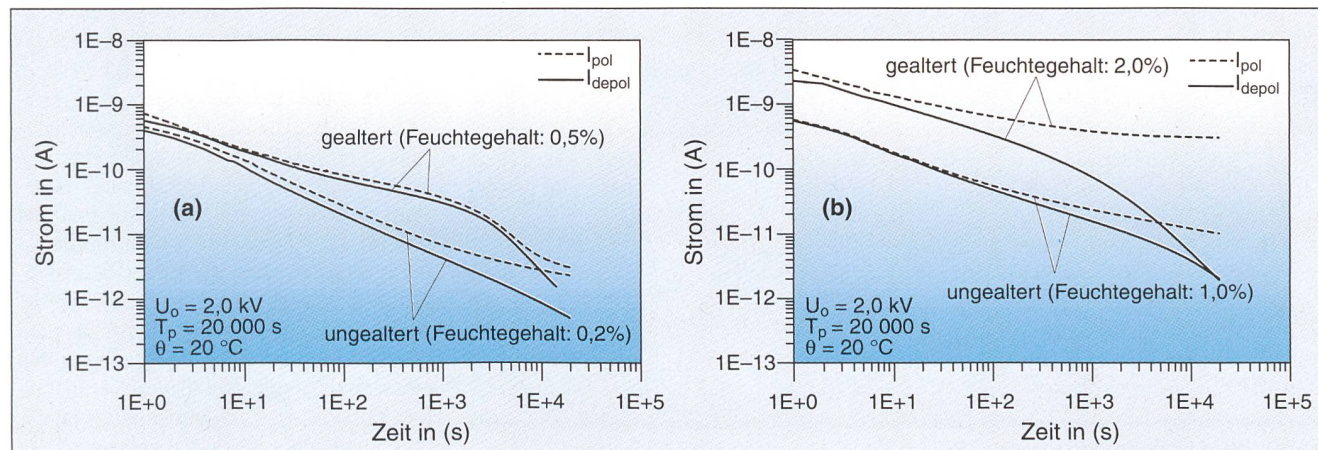 1E–8
1E–9
1E–10
1E–11
1E–12
1E–13
Strom in (A)
I_pol
I_depol
gealtert (Feuchtegehalt: 0,5%)
(a)
U_o = 2,0 kV
T_p = 20 000 s
θ = 20 °C
ungealtert (Feuchtegehalt: 0,2%)
1E+0 1E+1 1E+2 1E+3 1E+4 1E+5
Zeit in (s)
1E–8
1E–9
1E–10
1E–11
1E–12
1E–13
Strom in (A)
I_pol
I_depol
gealtert (Feuchtegehalt: 2,0%)
(b)
U_o = 2,0 kV
T_p = 20 000 s
θ = 20 °C
ungealtert (Feuchtegehalt: 1,0%)
1E+0 1E+1 1E+2 1E+3 1E+4 1E+5
Zeit in (s)